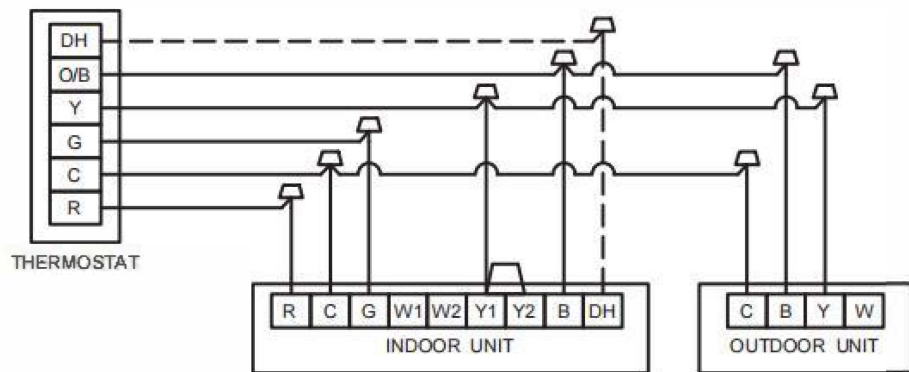 DH
O/B
Y
G
C
R
THERMOSTAT
R C G W1 W2 Y1 Y2 B DH
INDOOR UNIT
C B Y W
OUTDOOR UNIT